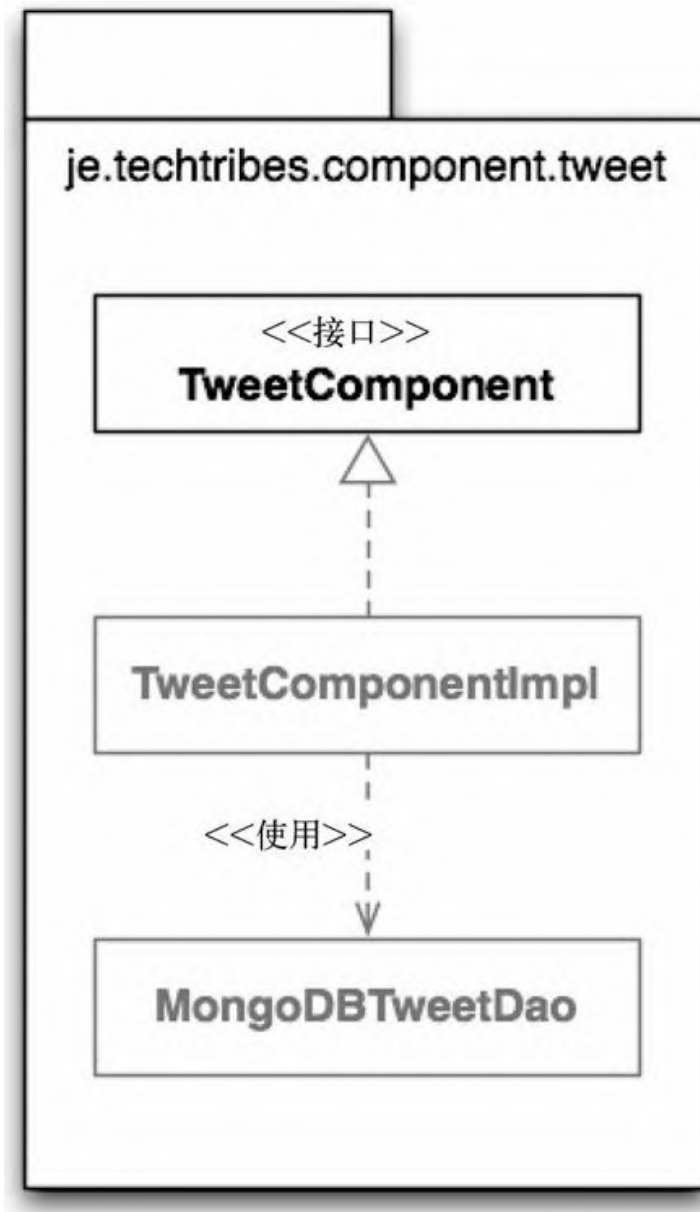 je.techtribes.component.tweet
<<接口>>
TweetComponent
TweetComponentImpl
<<使用>>
MongoDBTweetDao